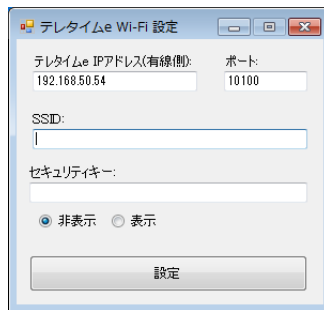 テレタイムe Wi-Fi 設定
テレタイムe IPアドレス(有線側): ポート:
192.168.50.54 10100
SSID:
セキュリティキー:
非表示 表示
設定